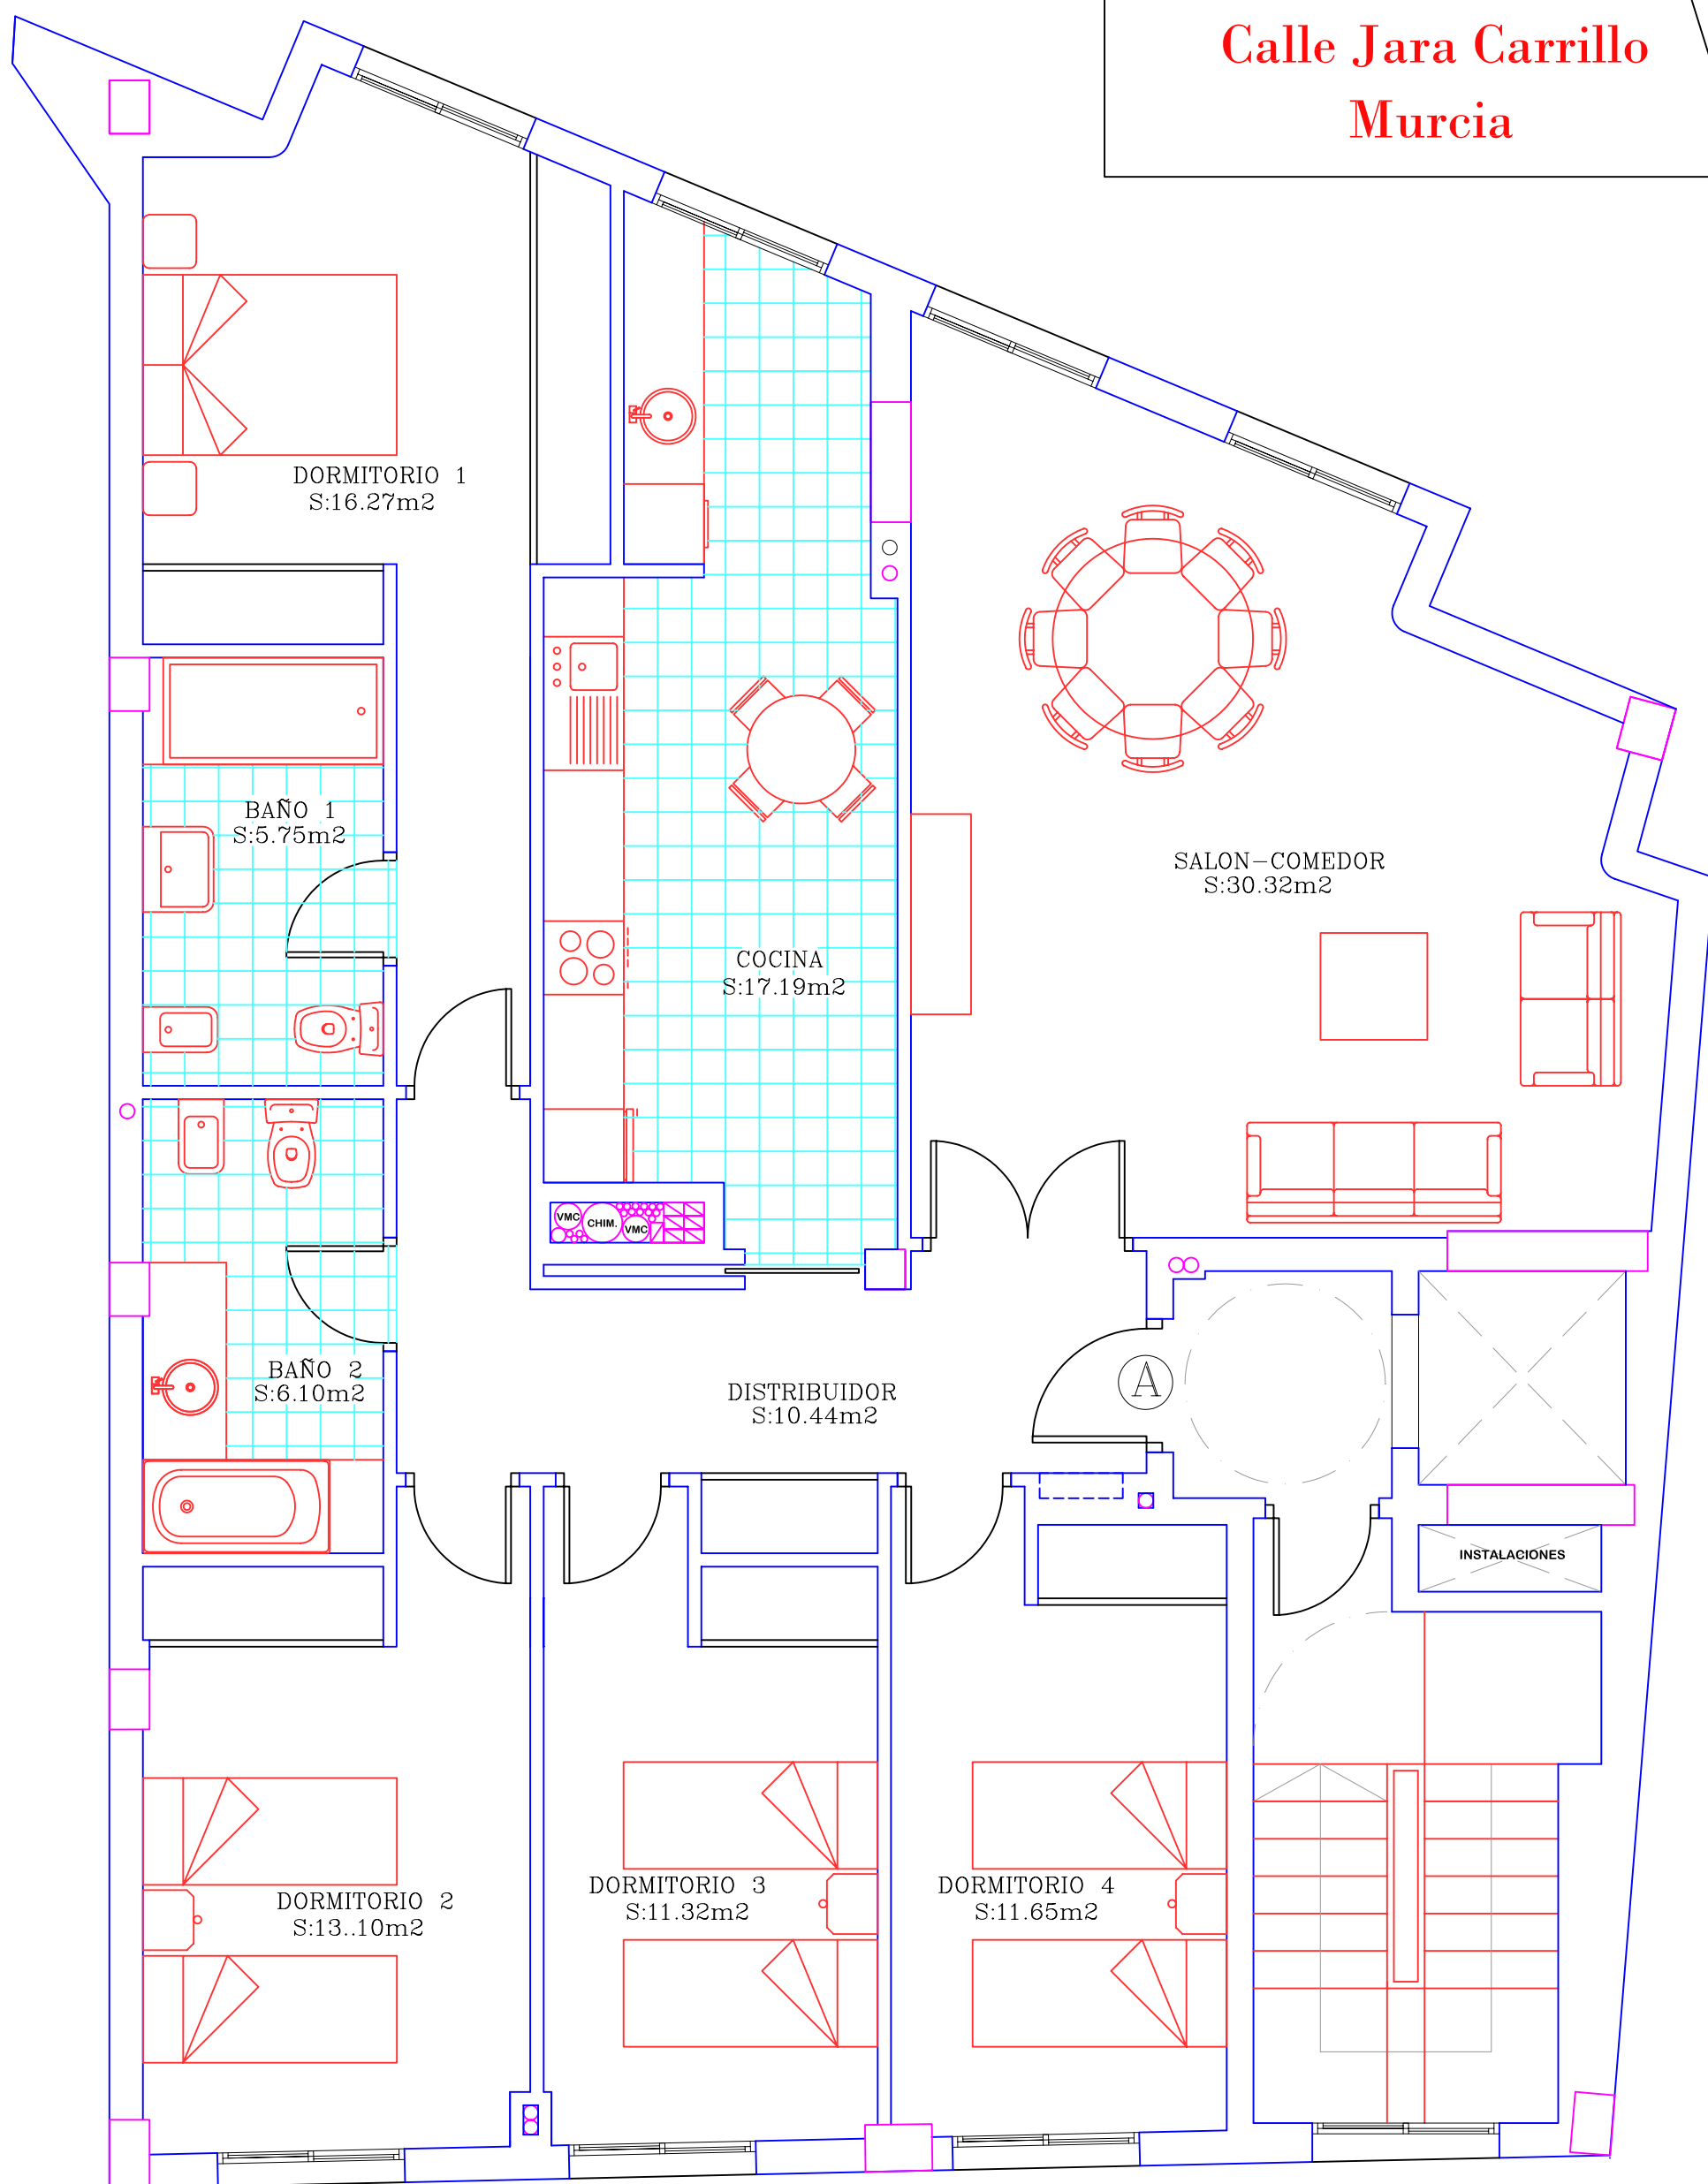 Calle Jara Carrillo
Murcia
DORMITORIO 1
S:16.27m2
BAÑO 1
S:5.75m2
SALON-COMEDOR
S:30.32m2
COCINA
S:17.19m2
VMC
CHIM.
VMC
BAÑO 2
S:6.10m2
DISTRIBUIDOR
S:10.44m2
A
INSTALACIONES
DORMITORIO 2
S:13..10m2
DORMITORIO 3
S:11.32m2
DORMITORIO 4
S:11.65m2